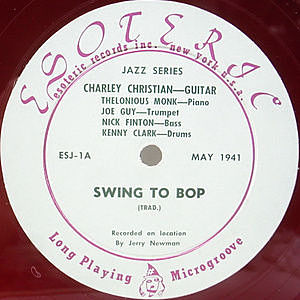 ESOTERIC
esoteric records inc. new york u.s.a.
JAZZ SERIES
CHARLEY CHRISTIAN—GUITAR
THELONIOUS MONK—Piano
JOE GUY—Trumpet
NICK FINTON—Bass
KENNY CLARK—Drums
ESJ-1A
MAY 1941
SWING TO BOP
(TRAD.)
Recorded on location
By Jerry Newman
Long Playing Microgroove